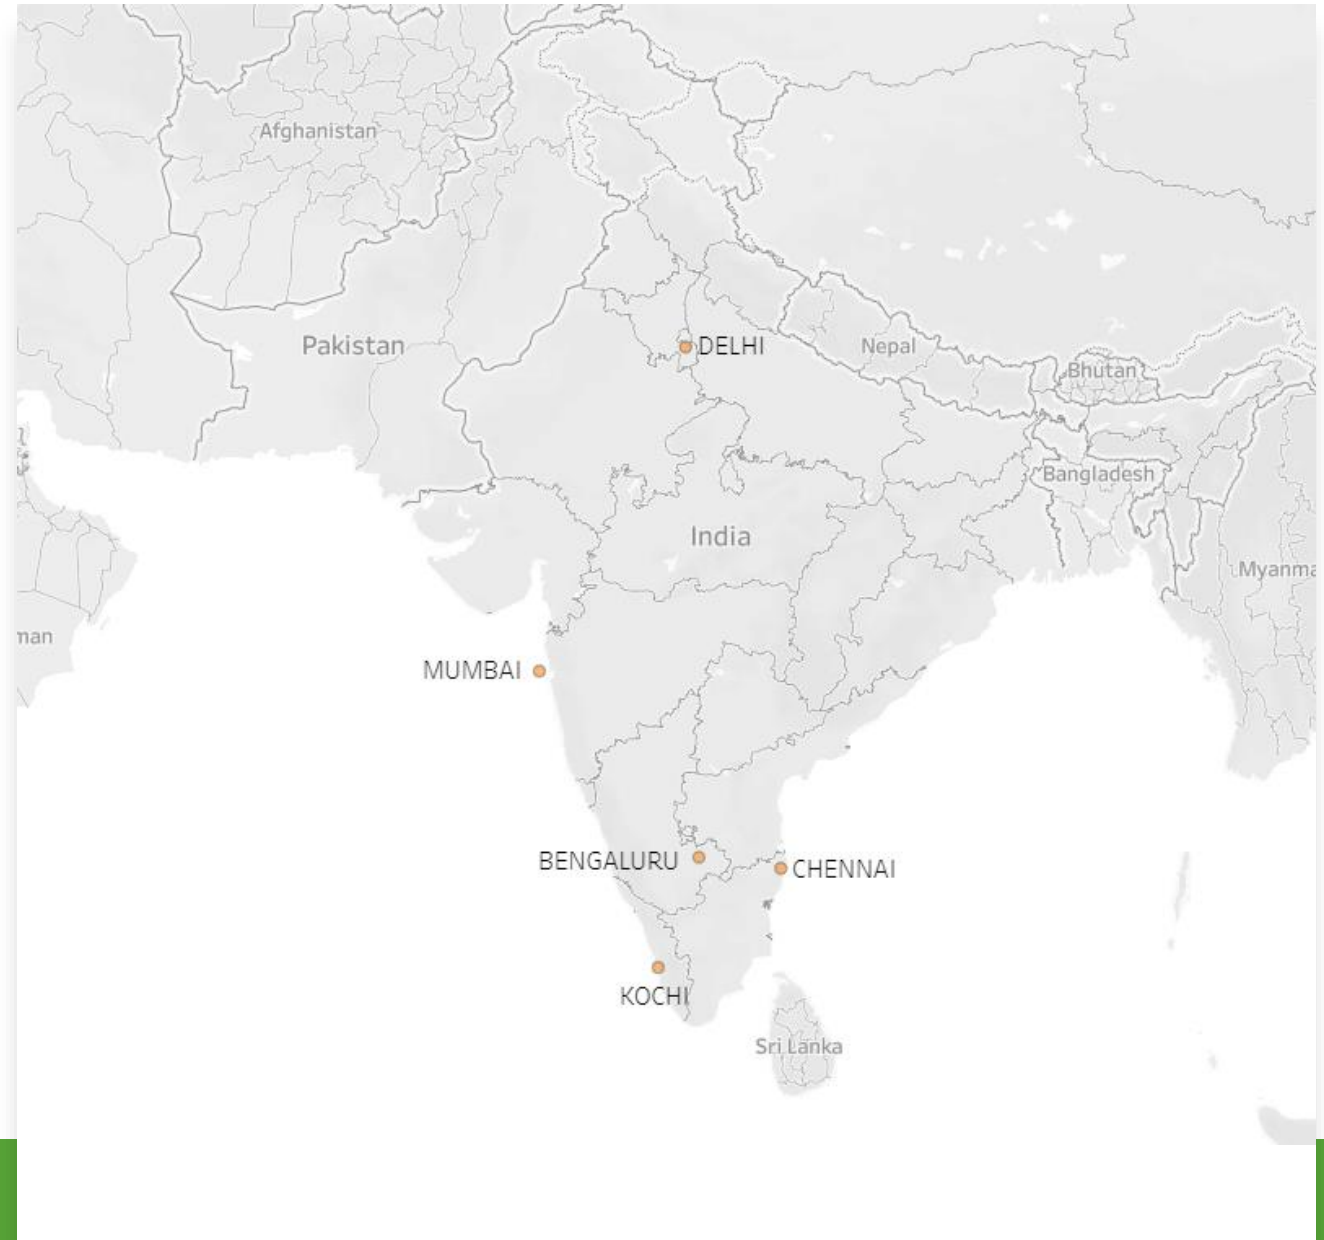 Afghanistan
Pakistan
DELHI
Nepal
Bhutan
Bangladesh
India
Myanma
man
MUMBAI
BENGALURU
CHENNAI
KOCHI
Sri Lanka